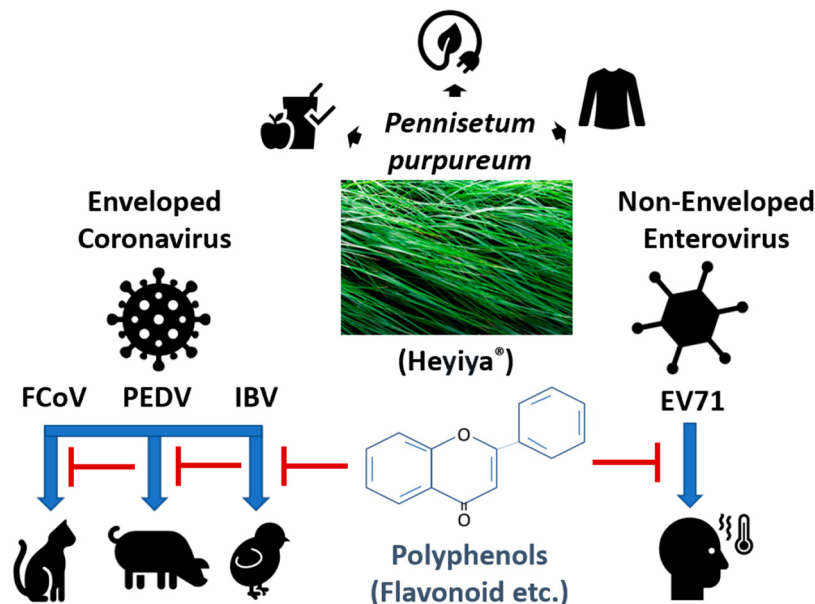 Pennisetum
purpureum
Enveloped
Coronavirus
Non-Enveloped
Enterovirus
(Heyiya®)
FCoV PEDV IBV
EV71
O
O
Polyphenols
(Flavonoid etc.)